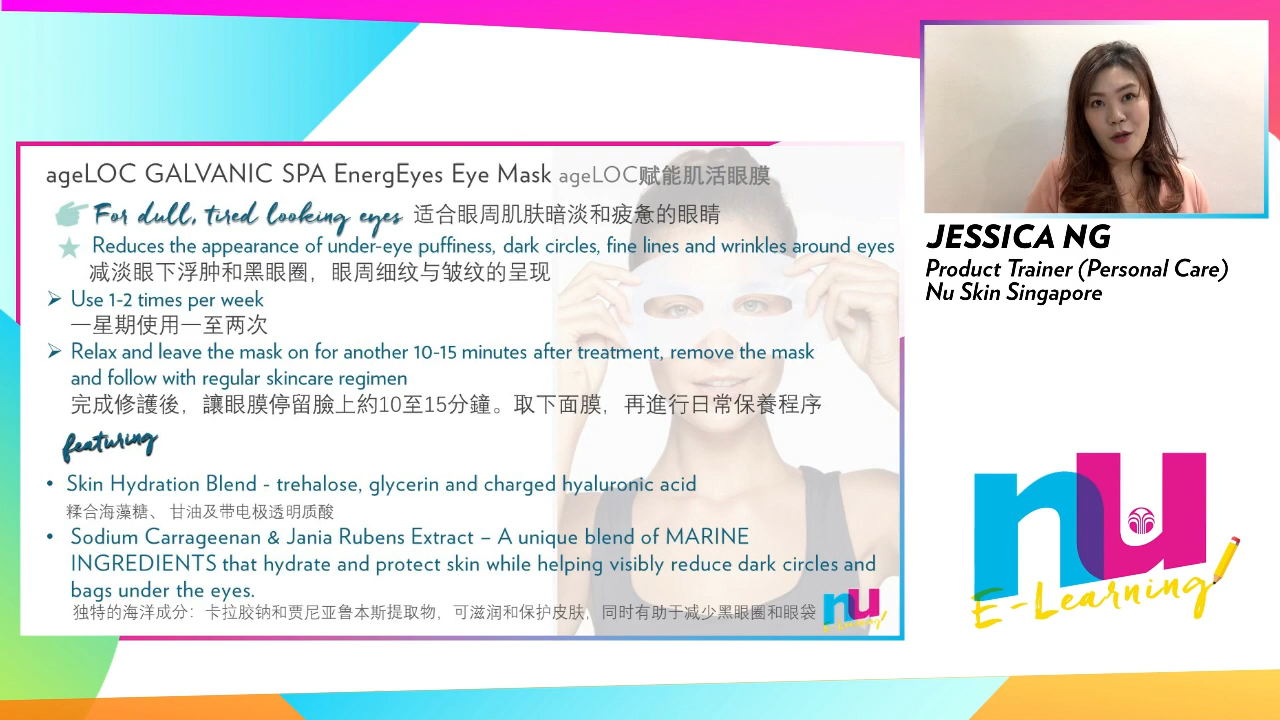 ageLOC GALVANIC SPA EnergEyes Eye Mask ageLOC赋能肌活眼膜
For dull, tired looking eyes 适合眼周肌肤暗淡和疲惫的眼睛
Reduces the appearance of under-eye puffiness, dark circles, fine lines and wrinkles around eyes
减淡眼下浮肿和黑眼圈，眼周细纹与皱纹的呈现
Use 1-2 times per week
一星期使用一至两次
Relax and leave the mask on for another 10-15 minutes after treatment, remove the mask
and follow with regular skincare regimen
完成修護後，讓眼膜停留臉上約10至15分鐘。取下面膜，再進行日常保養程序
featuring
• Skin Hydration Blend - trehalose, glycerin and charged hyaluronic acid
糅合海藻糖、甘油及带电极透明质酸
• Sodium Carrageenan & Jania Rubens Extract – A unique blend of MARINE
INGREDIENTS that hydrate and protect skin while helping visibly reduce dark circles and
bags under the eyes.
独特的海洋成分：卡拉胶钠和贾尼亚鲁本斯提取物，可滋润和保护皮肤，同时有助于减少黑眼圈和眼袋
nu
E-Learning
JESSICA NG
Product Trainer (Personal Care)
Nu Skin Singapore
nu
E-Learning